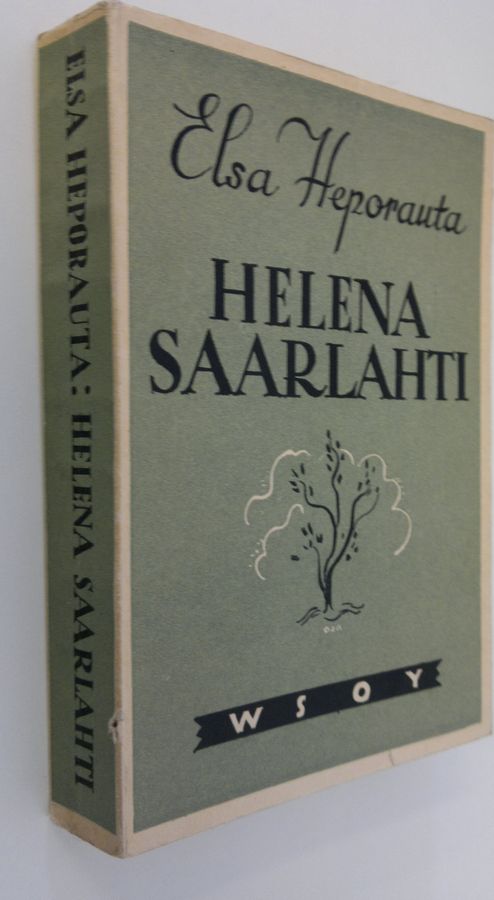 ELSA HEPORAUTA: HELENA SAARLAHTI
Elsa Heporauta
HELENA
SAARLAHTI
WSOY